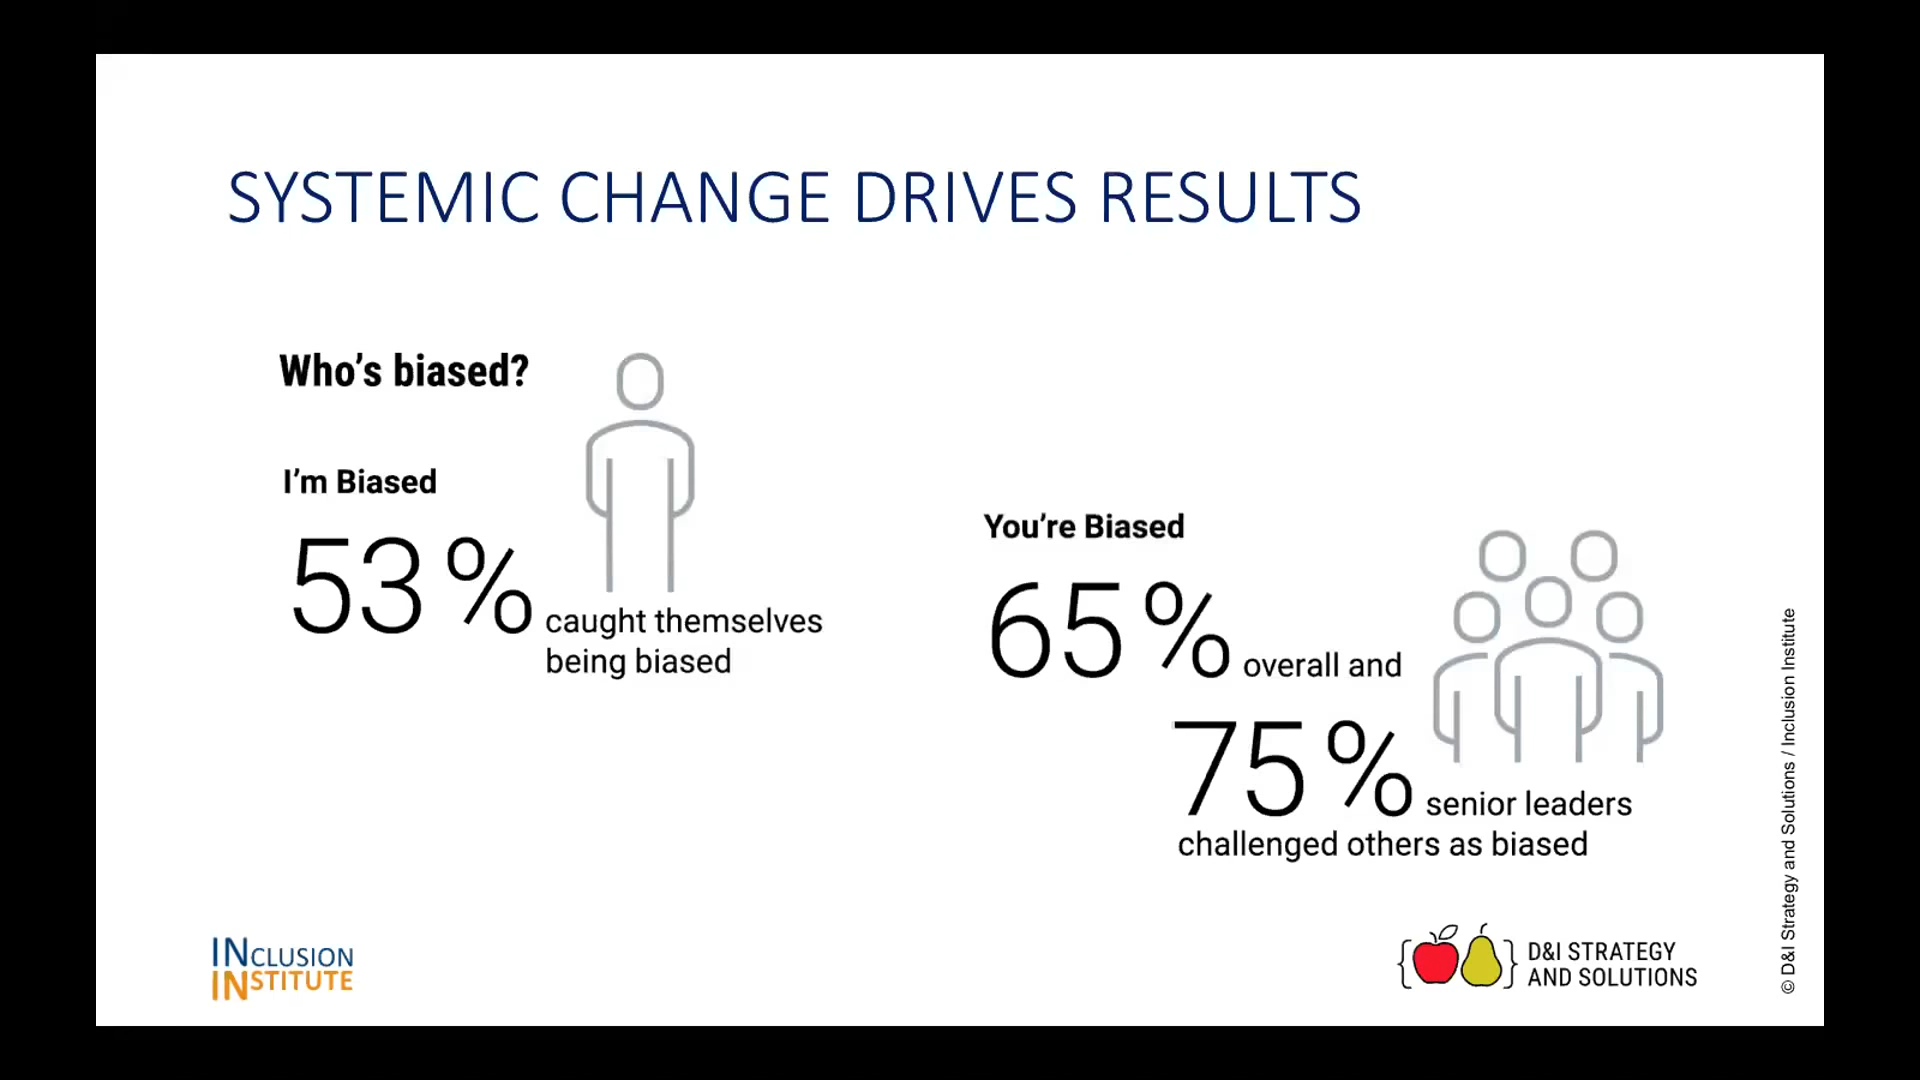 SYSTEMIC CHANGE DRIVES RESULTS
Who's biased?
I'm Biased
53% caught themselves
being biased
You're Biased
65% overall and
75% senior leaders
challenged others as biased
INCLUSION
INSTITUTE
D&I STRATEGY
AND SOLUTIONS
© D&I Strategy and Solutions / Inclusion Institute